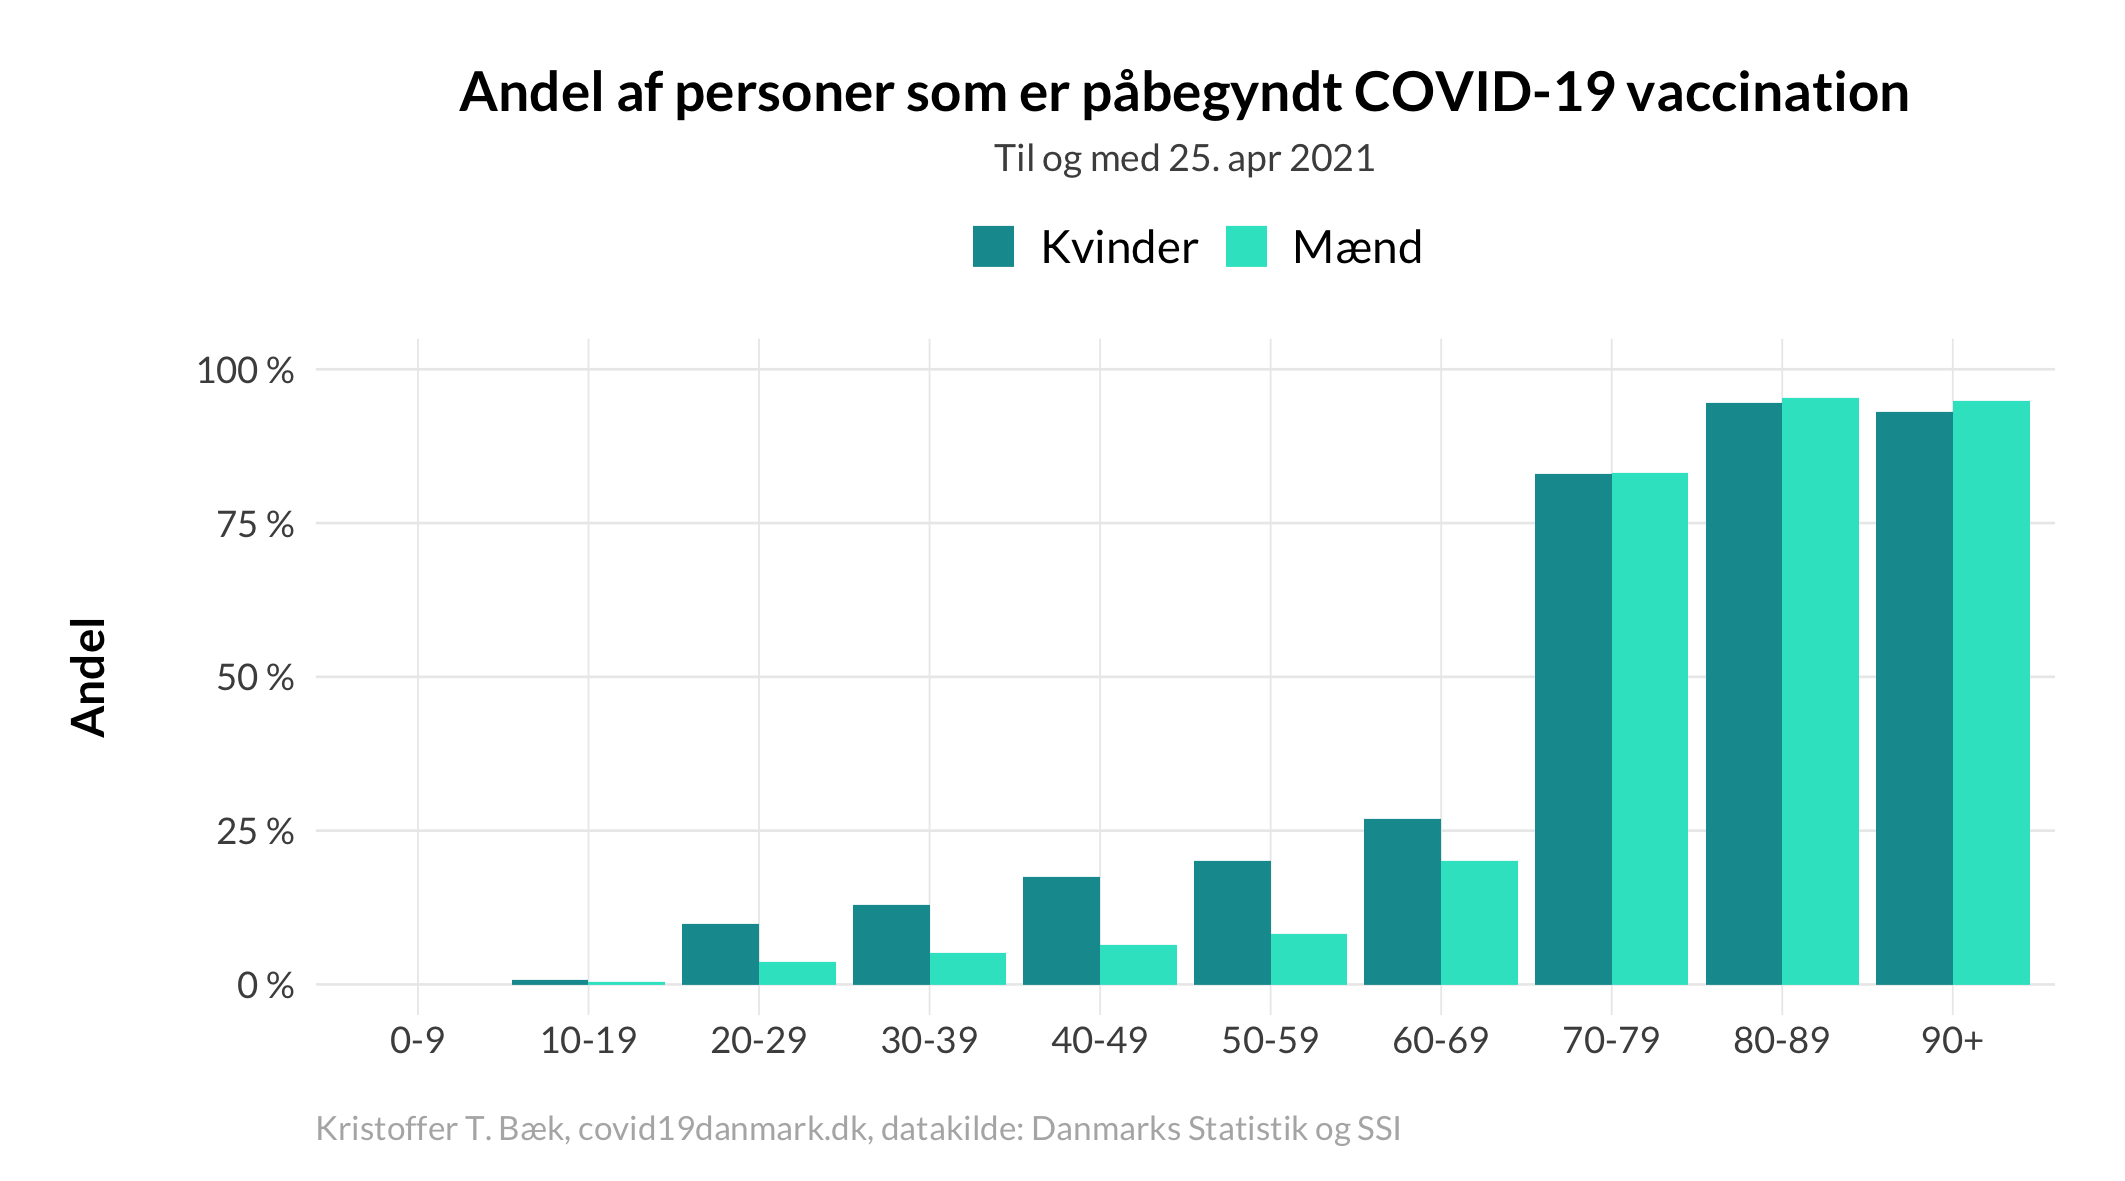 Andel af personer som er påbegyndt COVID-19 vaccination
Til og med 25. apr 2021
Kvinder Mænd
100 %
75 %
50 %
25 %
0 %
Andel
0-9 10-19 20-29 30-39 40-49 50-59 60-69 70-79 80-89 90+
Kristoffer T. Bæk, covid19danmark.dk, datakilde: Danmarks Statistik og SSI